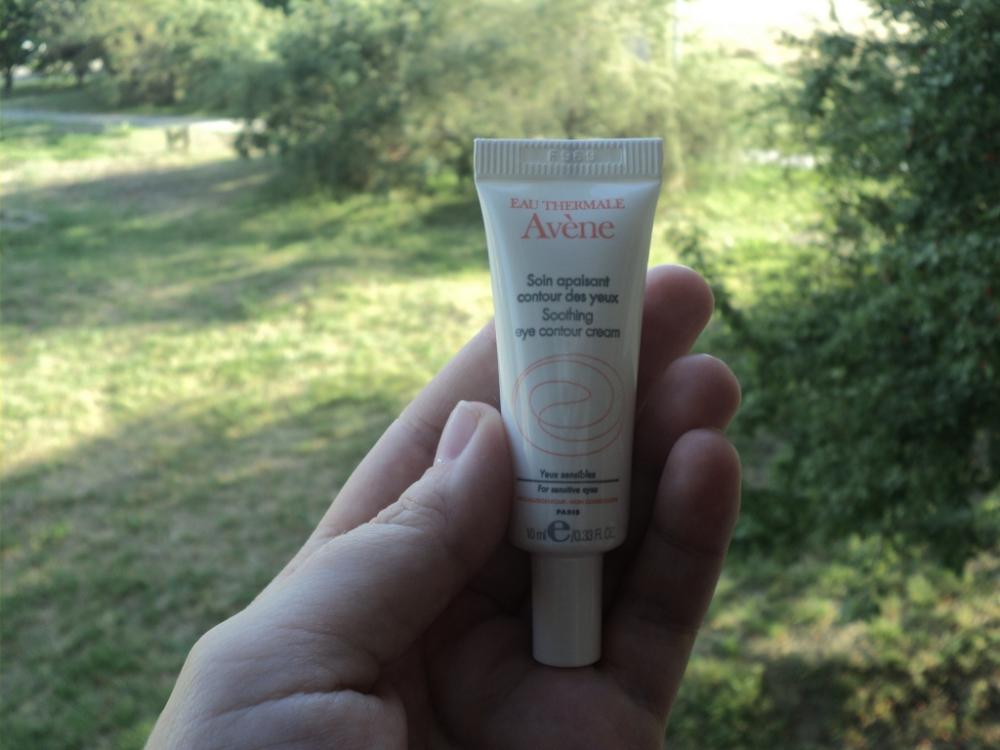 EAU THERMALE
Avène
Soin apaisant
contour des yeux
Soothing
eye contour cream
Yeux sensibles
For sensitive eyes
PARIS
10 ml e/0.33 Fl.Oz.